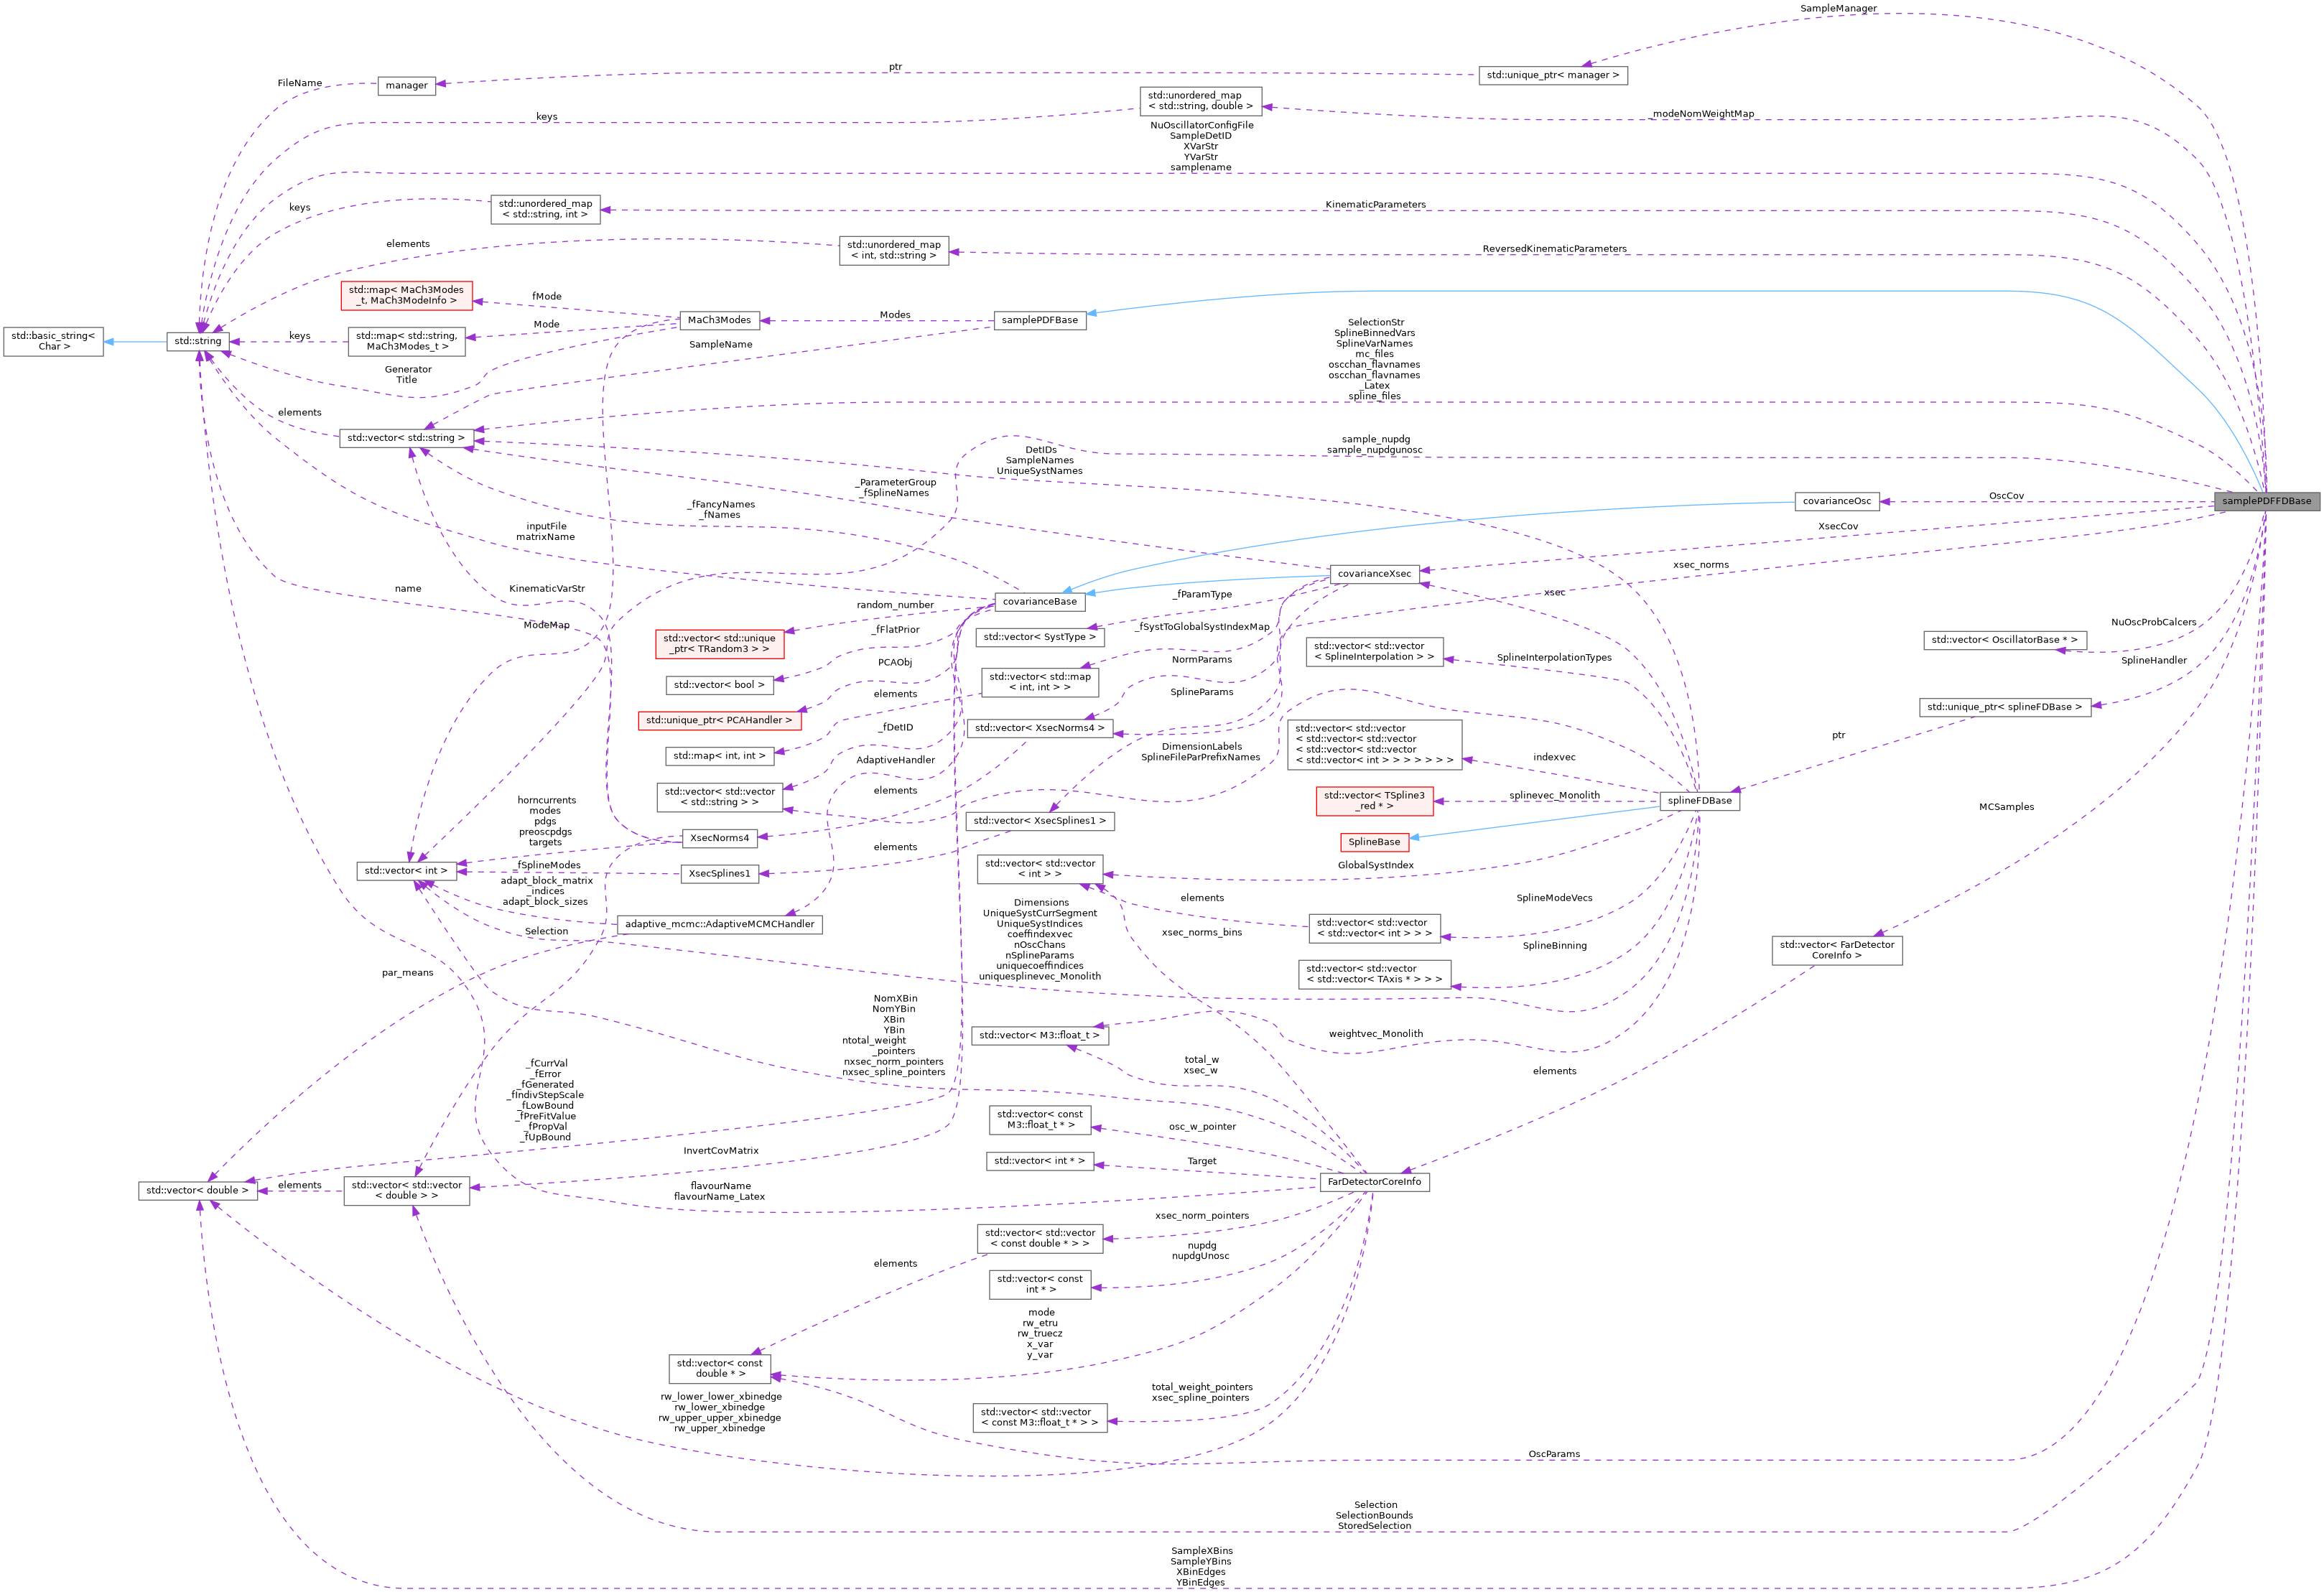 SampleManager
ptr
std::unique_ptr< manager >
FileName
manager
std::unordered_map
< std::string, double >
keys
_modeNomWeightMap
NuOscillatorConfigFile
SampleDetID
XVarStr
YVarStr
samplename
std::unordered_map
< std::string, int >
keys
KinematicParameters
elements
std::unordered_map
< int, std::string >
ReversedKinematicParameters
std::map< MaCh3Modes
_t, MaCh3ModeInfo >
fMode
MaCh3Modes
Modes
samplePDFBase
std::basic_string<
Char >
std::string
keys
std::map< std::string,
MaCh3Modes_t >
Mode
SampleName
Generator
Title
SelectionStr
SplineBinnedVars
SplineVarNames
mc_files
oscchan_flavnames
oscchan_flavnames
_Latex
spline_files
elements
std::vector< std::string >
sample_nupdg
sample_nupdgunosc
DetIDs
SampleNames
UniqueSystNames
_ParameterGroup
_fSplineNames
_fFancyNames
_fNames
covarianceOsc
OscCov
samplePDFFDBase
inputFile
matrixName
XsecCov
xsec_norms
covarianceXsec
name
KinematicVarStr
covarianceBase
_fParamType
xsec
random_number
ModeMap
std::vector< std::unique
_ptr< TRandom3 > >
_fFlatPrior
std::vector< SystType >
_fSystToGlobalSystIndexMap
NuOscProbCalcers
std::vector< OscillatorBase * >
std::vector< std::vector
< SplineInterpolation > >
SplineInterpolationTypes
SplineHandler
PCAObj
NormParams
std::vector< bool >
std::vector< std::map
< int, int > >
elements
SplineParams
std::unique_ptr< splineFDBase >
std::unique_ptr< PCAHandler >
_fDetID
std::vector< XsecNorms4 >
std::vector< std::vector
< std::vector< std::vector
< std::vector< std::vector
< std::vector< int > > > > > > >
ptr
std::map< int, int >
DimensionLabels
SplineFileParPrefixNames
indexvec
AdaptiveHandler
std::vector< std::vector
< std::string > >
elements
splinevec_Monolith
std::vector< TSpline3
_red * >
splineFDBase
horncurrents
modes
pdgs
preoscpdgs
targets
MCSamples
std::vector< XsecSplines1 >
XsecNorms4
SplineBase
elements
std::vector< int >
_fSplineModes
XsecSplines1
std::vector< std::vector
< int > >
GlobalSystIndex
adapt_block_matrix
_indices
adapt_block_sizes
elements
SplineModeVecs
Dimensions
UniqueSystCurrSegment
UniqueSystIndices
coeffindexvec
nOscChans
nSplineParams
uniquecoeffindices
uniquesplinevec_Monolith
adaptive_mcmc::AdaptiveMCMCHandler
std::vector< std::vector
< std::vector< int > > >
Selection
xsec_norms_bins
SplineBinning
std::vector< FarDetector
CoreInfo >
par_means
std::vector< std::vector
< std::vector< TAxis * > > >
NomXBin
NomYBin
XBin
YBin
ntotal_weight
_pointers
nxsec_norm_pointers
nxsec_spline_pointers
std::vector< M3::float_t >
weightvec_Monolith
total_w
xsec_w
elements
_fCurrVal
_fError
_fGenerated
_fIndivStepScale
_fLowBound
_fPreFitValue
_fPropVal
_fUpBound
std::vector< const
M3::float_t * >
osc_w_pointer
InvertCovMatrix
std::vector< int * >
Target
FarDetectorCoreInfo
std::vector< double >
elements
std::vector< std::vector
< double > >
flavourName
flavourName_Latex
xsec_norm_pointers
std::vector< std::vector
< const double * > >
nupdg
nupdgUnosc
elements
std::vector< const
int * >
mode
rw_etru
rw_truecz
x_var
y_var
std::vector< const
double * >
total_weight_pointers
xsec_spline_pointers
rw_lower_lower_xbinedge
rw_lower_xbinedge
rw_upper_upper_xbinedge
rw_upper_xbinedge
std::vector< std::vector
< const M3::float_t * > >
OscParams
Selection
SelectionBounds
StoredSelection
SampleXBins
SampleYBins
XBinEdges
YBinEdges